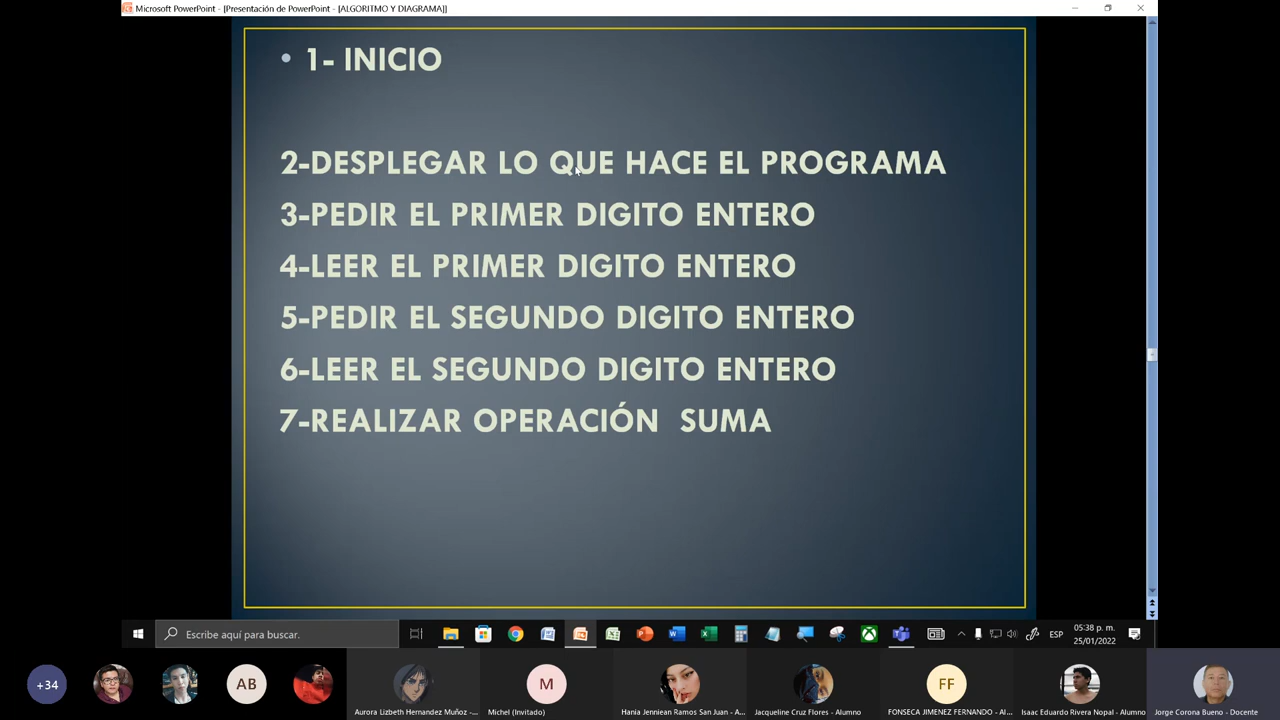 Microsoft PowerPoint - [Presentación de PowerPoint - [ALGORITMO Y DIAGRAMA]]
• 1- INICIO
2-DESPLEGAR LO QUE HACE EL PROGRAMA
3-PEDIR EL PRIMER DIGITO ENTERO
4-LEER EL PRIMER DIGITO ENTERO
5-PEDIR EL SEGUNDO DIGITO ENTERO
6-LEER EL SEGUNDO DIGITO ENTERO
7-REALIZAR OPERACIÓN SUMA
Escribe aquí para buscar.
ESP
05:38 p. m.
25/01/2022
+34
AB
M
FF
Aurora Lizbeth Hernandez Muñoz -...
Michel (Invitado)
Hania Jenniean Ramos San Juan - A...
Jacqueline Cruz Flores - Alumno
FONSECA JIMENEZ FERNANDO - Al...
Isaac Eduardo Rivera Nopal - Alumno
Jorge Corona Bueno - Docente